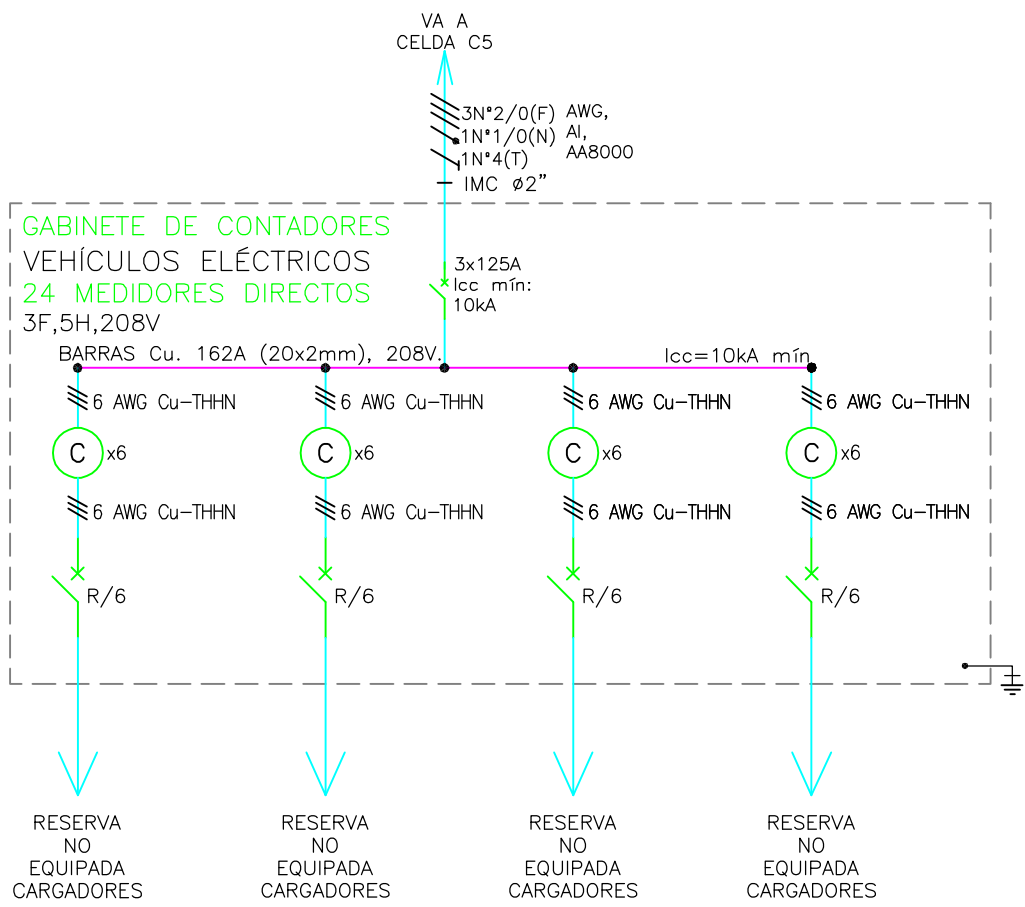 VA A
CELDA C5
3N°2/0(F) AWG,
1N°1/0(N) Al,
1N°4(T) AA8000
IMC ø2"
GABINETE DE CONTADORES
VEHÍCULOS ELÉCTRICOS
24 MEDIDORES DIRECTOS
3F,5H,208V
3x125A
Icc mín:
10kA
BARRAS Cu. 162A (20x2mm), 208V.
Icc=10kA mín
6 AWG Cu-THHN
6 AWG Cu-THHN
6 AWG Cu-THHN
6 AWG Cu-THHN
C x6
C x6
C x6
C x6
6 AWG Cu-THHN
6 AWG Cu-THHN
6 AWG Cu-THHN
6 AWG Cu-THHN
R/6
R/6
R/6
R/6
RESERVA
NO
EQUIPADA
CARGADORES
RESERVA
NO
EQUIPADA
CARGADORES
RESERVA
NO
EQUIPADA
CARGADORES
RESERVA
NO
EQUIPADA
CARGADORES